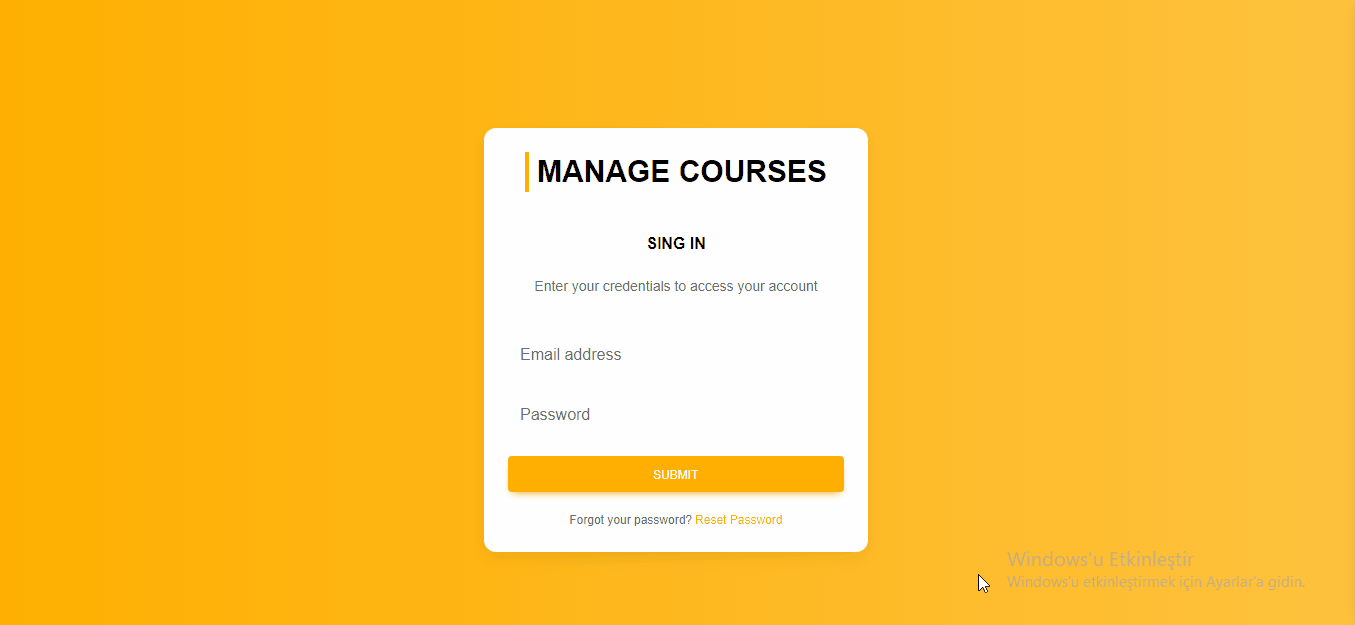 MANAGE COURSES
SING IN
Enter your credentials to access your account
Email address
Password
SUBMIT
Forgot your password? Reset Password
Windows'u Etkinleştir
Windows'u etkinleştirmek için Ayarlar'a gidin.